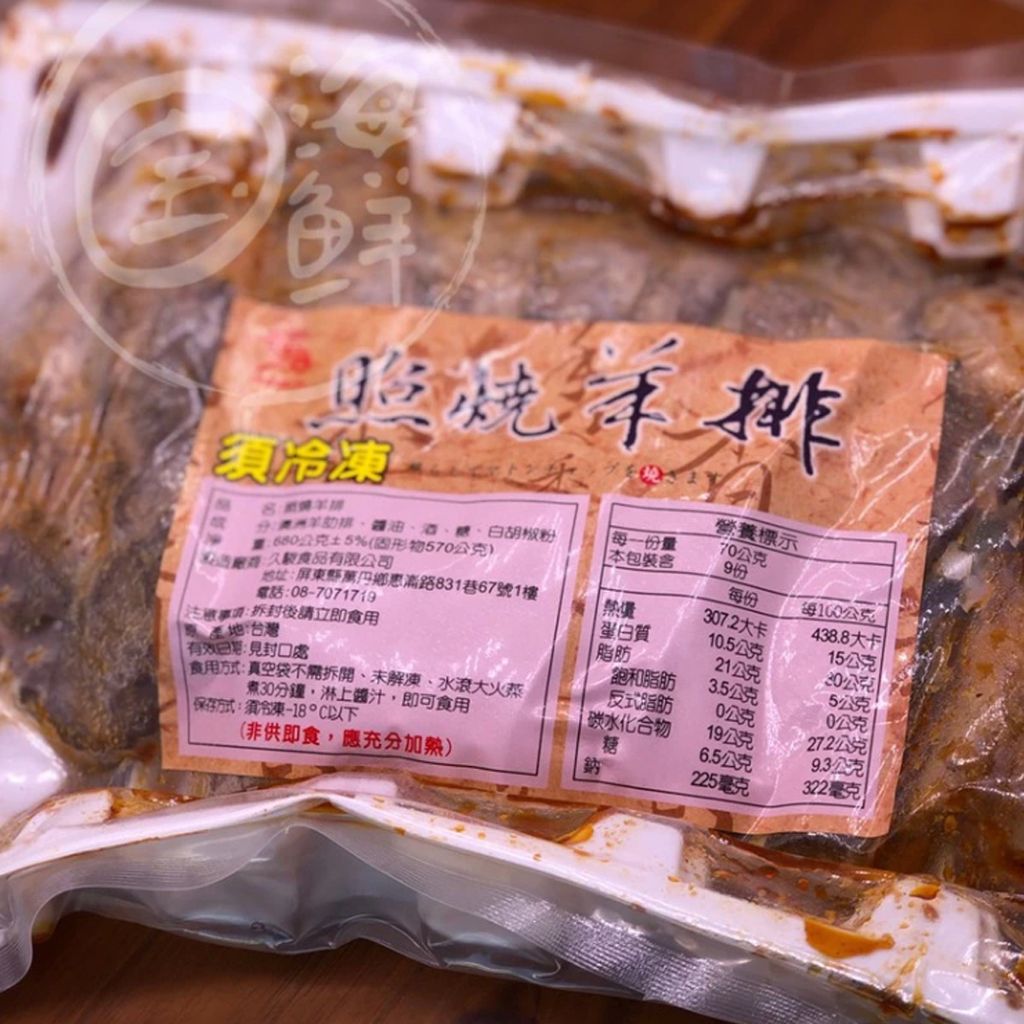 海鮮
照燒羊排
須冷凍
品 名:照燒羊排
成 分:澳洲羊肋排、醬油、酒、糖、白胡椒粉
淨 量:680公克±5%(固形物570公克)
製造廠商:久駿食品有限公司
地址:屏東縣萬丹鄉惠崙路831巷67號1樓
電話:08-7071719
注意事項:拆封後請立即食用
原 產 地:台灣
有效日期:見封口處
食用方式:真空袋不需拆開、未解凍、水滾大火蒸
煮30分鐘,淋上醬汁,即可食用
保存方式:須冷凍-18°C以下
(非供即食,應充分加熱)
營養標示
每一份量 70公克
本包裝含 9份
每份 每100公克
熱量 307.2大卡 438.8大卡
蛋白質 10.5公克 15公克
脂肪 21公克 30公克
飽和脂肪 3.5公克 5公克
反式脂肪 0公克 0公克
碳水化合物 19公克 27.2公克
糖 6.5公克 9.3公克
鈉 225毫克 322毫克